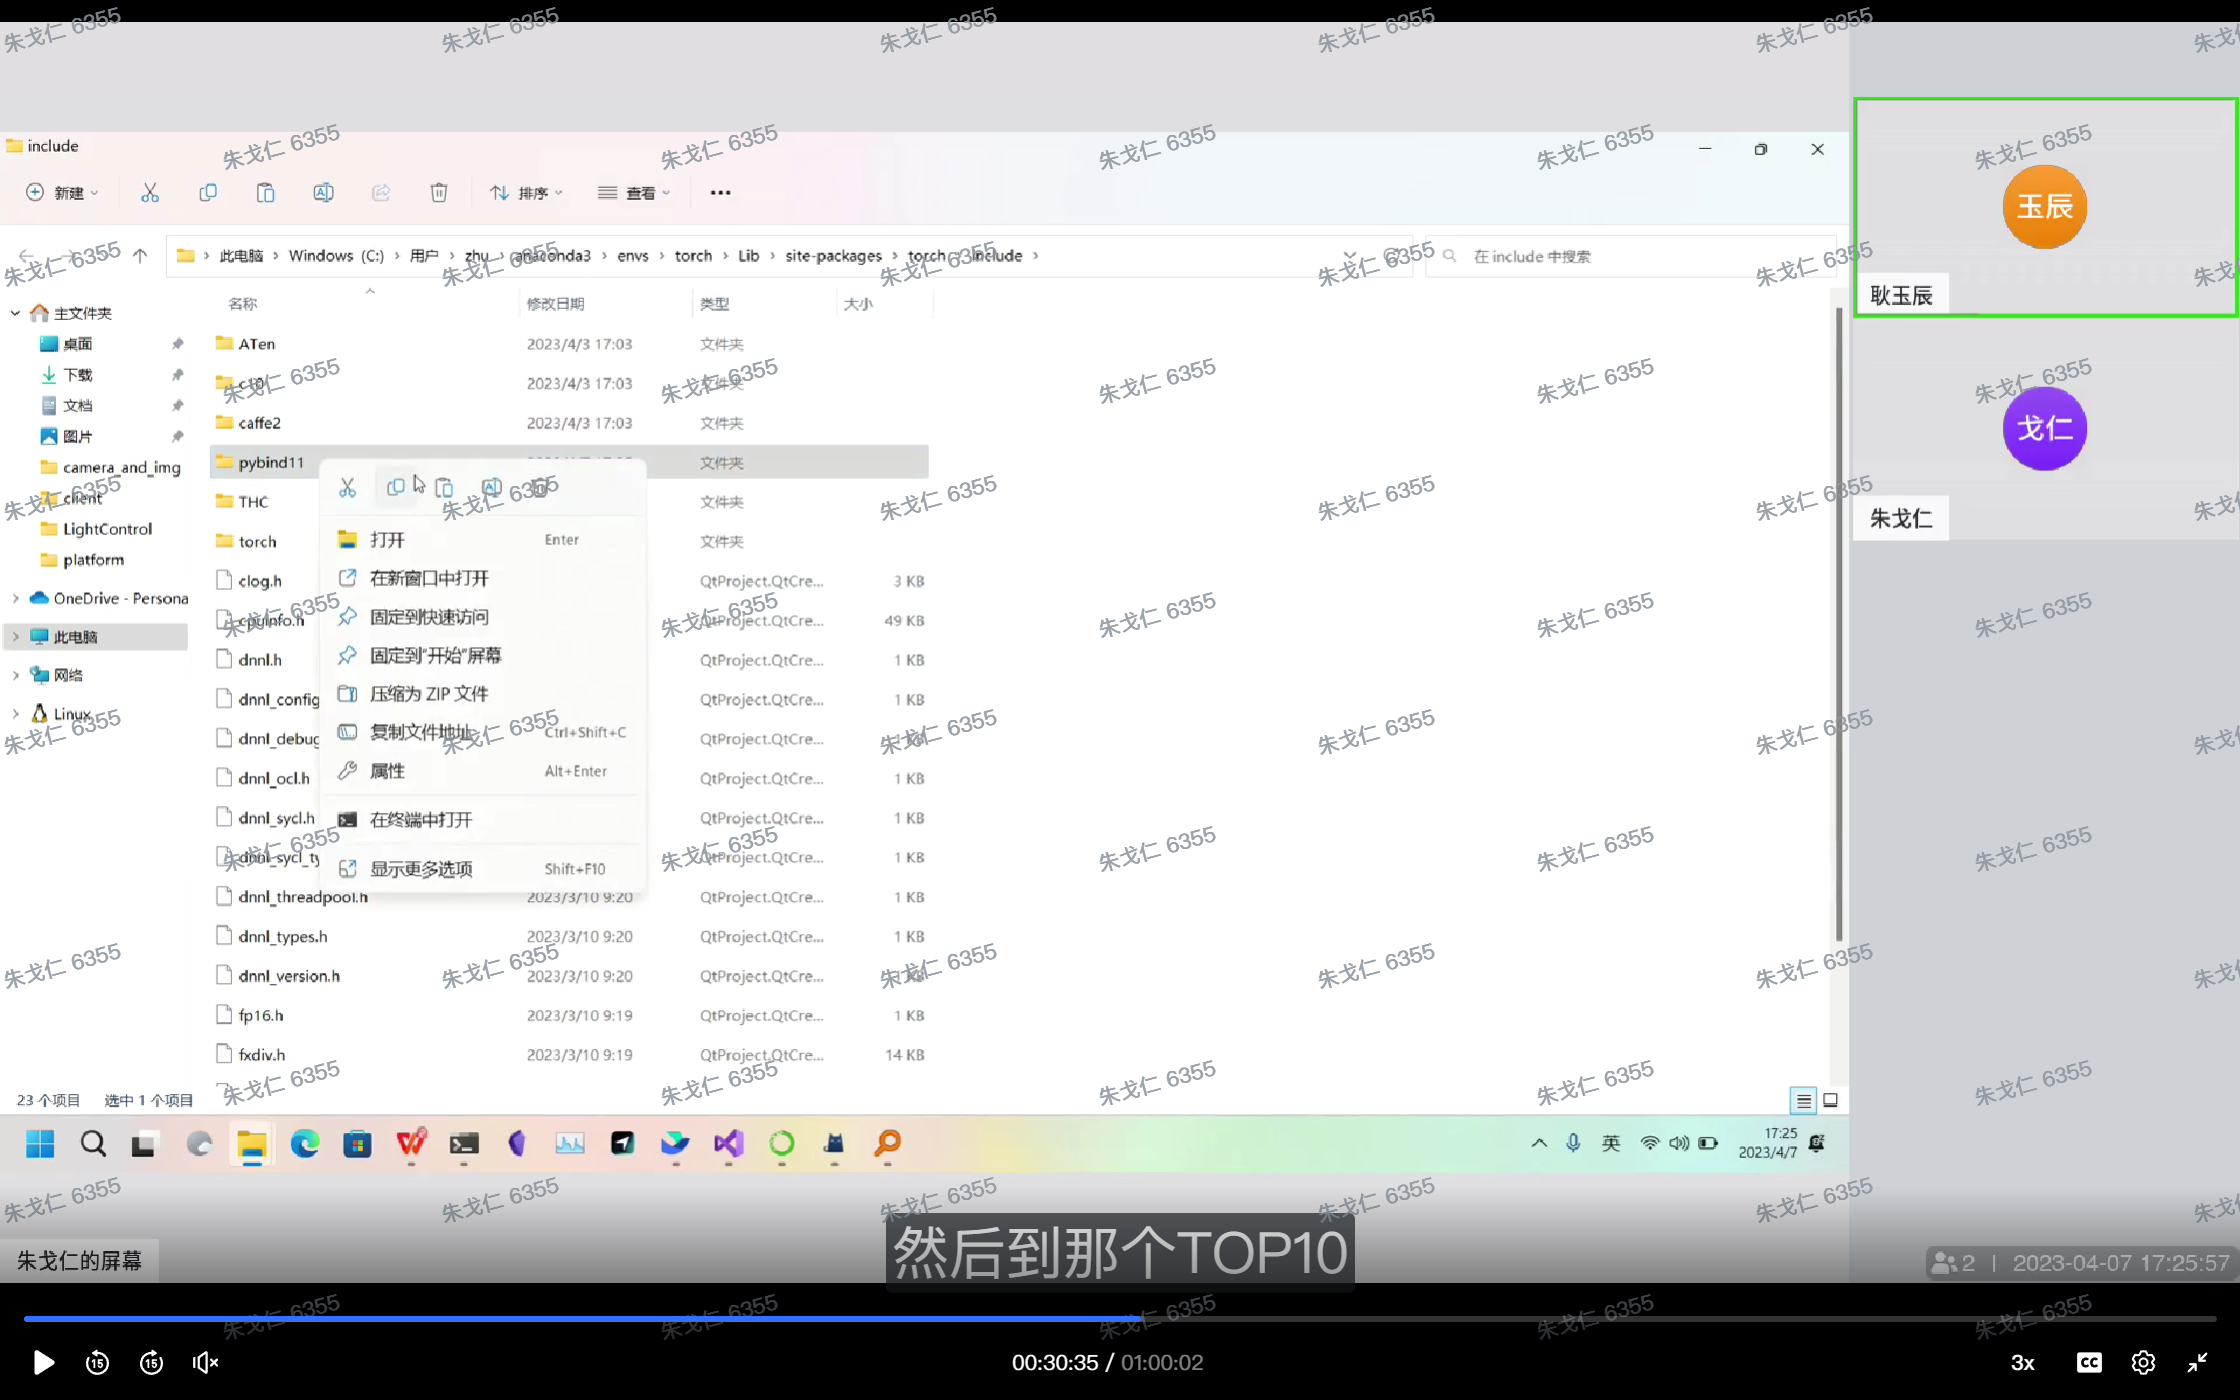 include
新建
排序
查看
此电脑 › Windows (C:) › 用户 › zhu › anaconda3 › envs › torch › Lib › site-packages › torch › include ›
在 include 中搜索
名称 修改日期 类型 大小
主文件夹
桌面
下载
文档
图片
camera_and_img
client
LightControl
platform
OneDrive - Persona
此电脑
网络
Linux
ATen 2023/4/3 17:03 文件夹
c10 2023/4/3 17:03 文件夹
caffe2 2023/4/3 17:03 文件夹
pybind11 文件夹
THC 文件夹
torch 文件夹
clog.h QtProject.QtCre... 3 KB
cpuinfo.h QtProject.QtCre... 49 KB
dnnl.h QtProject.QtCre... 1 KB
dnnl_config QtProject.QtCre... 1 KB
dnnl_debug QtProject.QtCre... 1 KB
dnnl_ocl.h QtProject.QtCre... 1 KB
dnnl_sycl.h QtProject.QtCre... 1 KB
dnnl_sycl_ty QtProject.QtCre... 1 KB
dnnl_threadpool.h 2023/3/10 9:20 QtProject.QtCre... 1 KB
dnnl_types.h 2023/3/10 9:20 QtProject.QtCre... 1 KB
dnnl_version.h 2023/3/10 9:20 QtProject.QtCre... 1 KB
fp16.h 2023/3/10 9:19 QtProject.QtCre... 1 KB
fxdiv.h 2023/3/10 9:19 QtProject.QtCre... 14 KB
打开 Enter
在新窗口中打开
固定到快速访问
固定到"开始"屏幕
压缩为 ZIP 文件
复制文件地址 Ctrl+Shift+C
属性 Alt+Enter
在终端中打开
显示更多选项 Shift+F10
23 个项目 选中 1 个项目
英
17:25
2023/4/7
玉辰
耿玉辰
戈仁
朱戈仁
朱戈仁 6355
朱戈仁的屏幕
然后到那个TOP10
2 | 2023-04-07 17:25:57
15
15
00:30:35 / 01:00:02
3x
CC